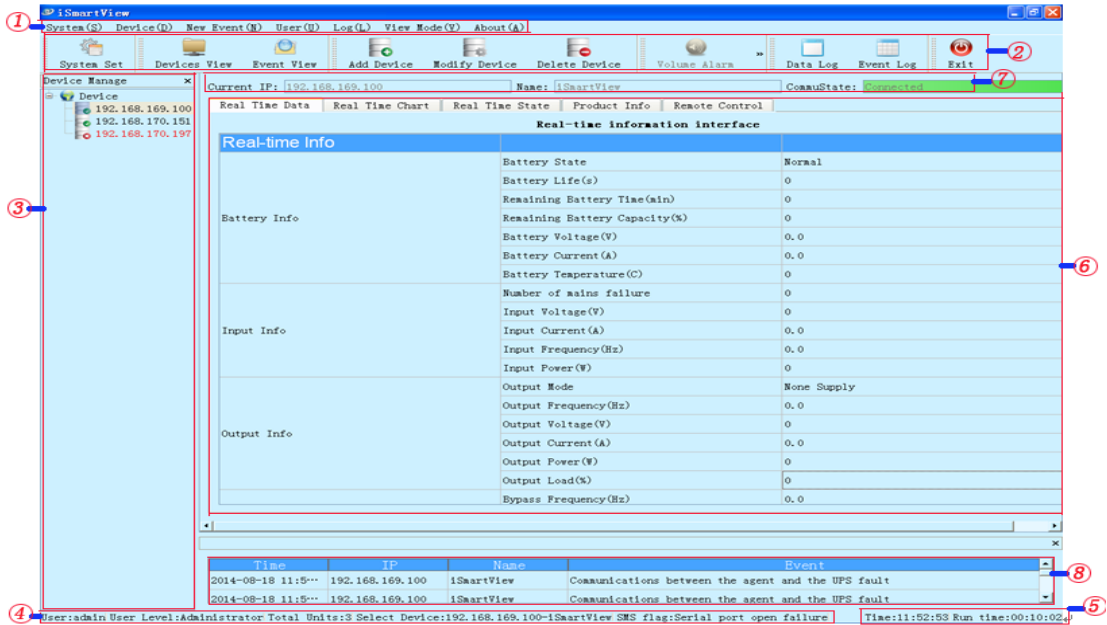 iSmartView
① System(S) Device(D) New Event(N) User(U) Log(L) View Mode(V) About(A)
System Set Devices View Event View Add Device Modify Device Delete Device Volume Alarm » Data Log Event Log Exit ②
Device Manage × ⑦
Current IP: 192.168.169.100 Name: iSmartView CommuState: Connected
Device
192.168.169.100
192.168.170.151
192.168.170.197
③
Real Time Data Real Time Chart Real Time State Product Info Remote Control
Real-time information interface
Real-time Info
Battery Info
Battery State Normal
Battery Life(s) 0
Remaining Battery Time(min) 0
Remaining Battery Capacity(%) 0
Battery Voltage(V) 0.0
Battery Current(A) 0.0
Battery Temperature(C) 0
⑥
Input Info
Number of mains failure 0
Input Voltage(V) 0
Input Current(A) 0.0
Input Frequency(Hz) 0.0
Input Power(W) 0
Output Info
Output Mode None Supply
Output Frequency(Hz) 0.0
Output Voltage(V) 0
Output Current(A) 0.0
Output Power(W) 0
Output Load(%) 0
Bypass Frequency(Hz) 0.0
×
Time IP Name Event
2014-08-18 11:5… 192.168.169.100 iSmartView Communications between the agent and the UPS fault
⑧
2014-08-18 11:5… 192.168.169.100 iSmartView Communications between the agent and the UPS fault
④ User:admin User Level:Administrator Total Units:3 Select Device:192.168.169.100-iSmartView SMS flag:Serial port open failure Time:11:52:53 Run time:00:10:02 ⑤